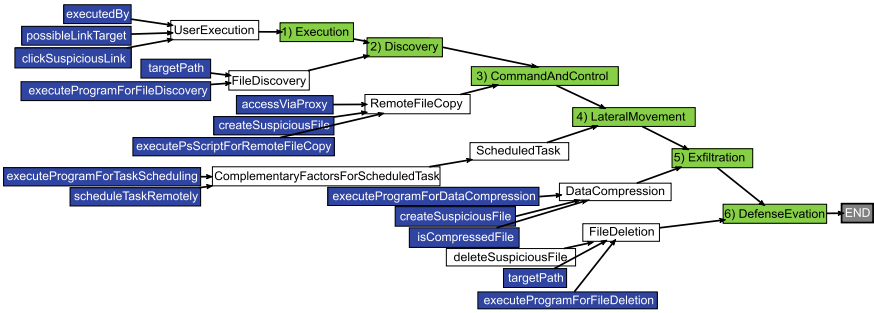 executedBy
possibleLinkTarget
clickSuspiciousLink
UserExecution
1) Execution
targetPath
executeProgramForFileDiscovery
FileDiscovery
2) Discovery
accessViaProxy
createSuspiciousFile
executePsScriptForRemoteFileCopy
RemoteFileCopy
3) CommandAndControl
executeProgramForTaskScheduling
scheduleTaskRemotely
ComplementaryFactorsForScheduledTask
ScheduledTask
4) LateralMovement
executeProgramForDataCompression
createSuspiciousFile
isCompressedFile
DataCompression
5) Exfiltration
deleteSuspiciousFile
targetPath
executeProgramForFileDeletion
FileDeletion
6) DefenseEvation
END